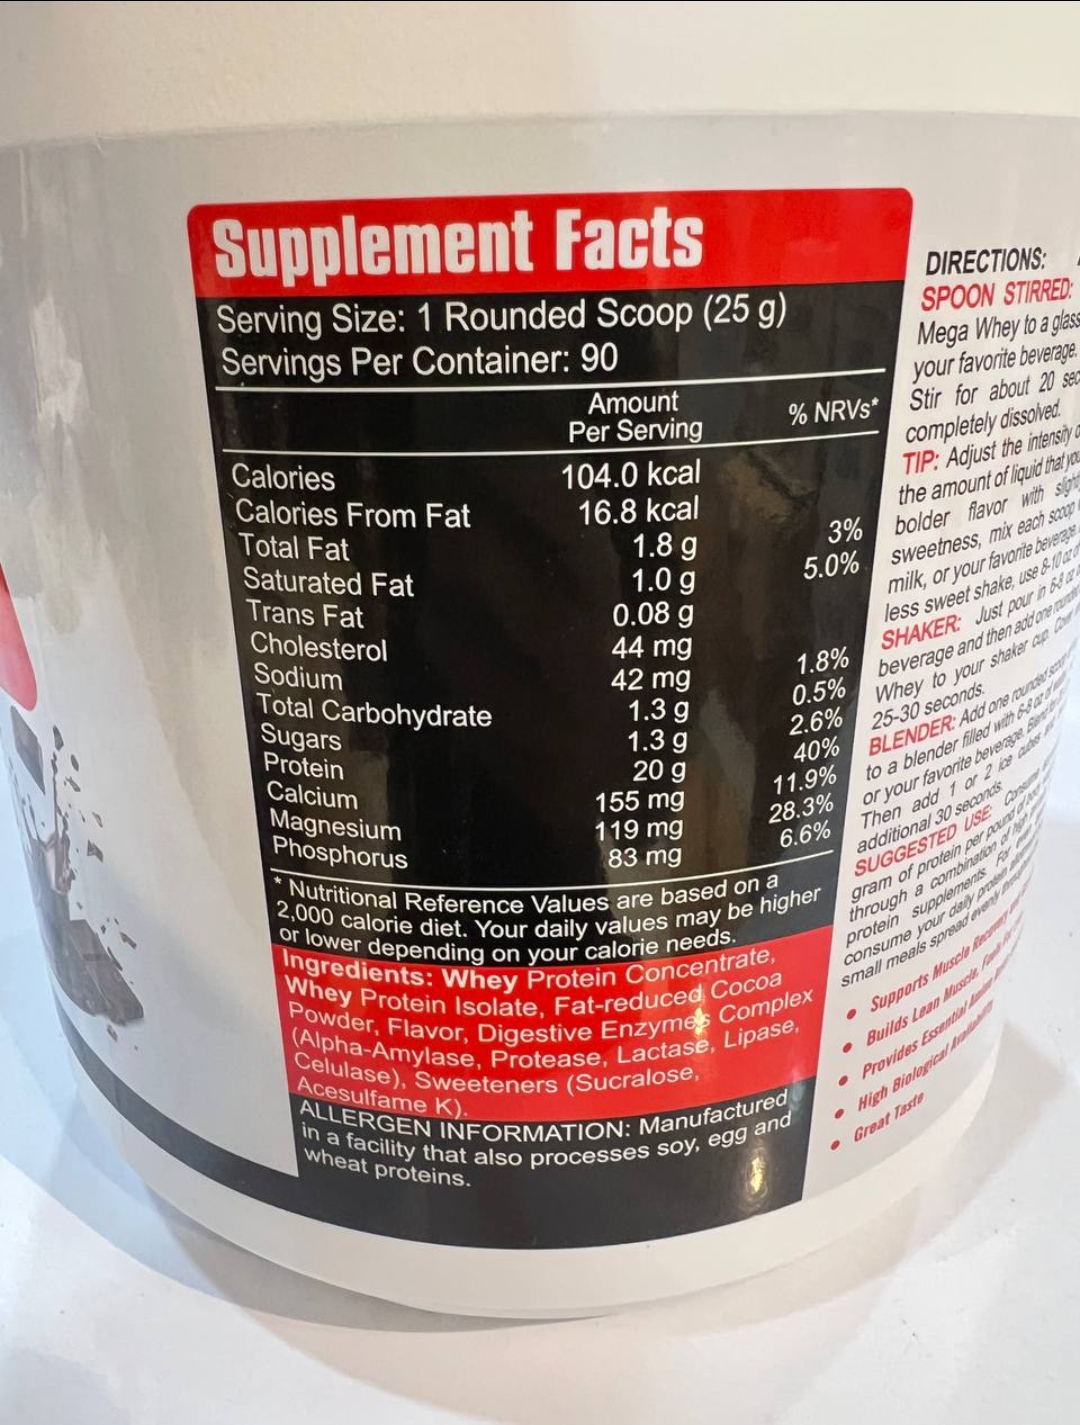 Supplement Facts
Serving Size: 1 Rounded Scoop (25 g)
Servings Per Container: 90
Amount Per Serving % NRVs*
Calories 104.0 kcal
Calories From Fat 16.8 kcal
Total Fat 1.8 g 3%
Saturated Fat 1.0 g 5.0%
Trans Fat 0.08 g
Cholesterol 44 mg
Sodium 42 mg 1.8%
Total Carbohydrate 1.3 g 0.5%
Sugars 1.3 g 2.6%
Protein 20 g 40%
Calcium 155 mg 11.9%
Magnesium 119 mg 28.3%
Phosphorus 83 mg 6.6%
* Nutritional Reference Values are based on a
2,000 calorie diet. Your daily values may be higher
or lower depending on your calorie needs.
Ingredients: Whey Protein Concentrate,
Whey Protein Isolate, Fat-reduced Cocoa
Powder, Flavor, Digestive Enzymes Complex
(Alpha-Amylase, Protease, Lactase, Lipase,
Celulase), Sweeteners (Sucralose,
Acesulfame K).
ALLERGEN INFORMATION: Manufactured
in a facility that also processes soy, egg and
wheat proteins.
DIRECTIONS:
SPOON STIRRED:
Mega Whey to a glass
your favorite beverage.
Stir for about 20 sec
completely dissolved.
TIP: Adjust the intensity
the amount of liquid that you
bolder flavor with
sweetness, mix each scoop
milk, or your favorite beverage.
less sweet shake, use 8-10 oz
SHAKER: Just pour in 6-8 oz
beverage and then add one
Whey to your shaker cup.
25-30 seconds.
BLENDER: Add one rounded
to a blender filled with 6-8 oz
or your favorite beverage.
Then add 1 or 2 ice
additional 30 seconds.
SUGGESTED USE:
gram of protein per pound of
through a combination of high
protein supplements. For
consume your daily protein
small meals spread evenly
• Supports Muscle Recovery
• Builds Lean Muscle,
• Provides Essential Amino
• High Biological Availability
• Great Taste